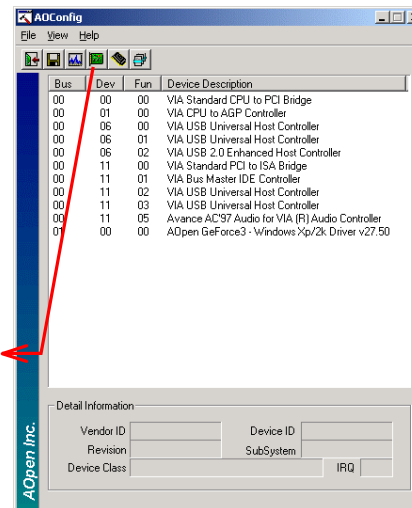 AOConfig
File View Help
Bus Dev Fun Device Description
00 00 00 VIA Standard CPU to PCI Bridge
00 01 00 VIA CPU to AGP Controller
00 06 00 VIA USB Universal Host Controller
00 06 01 VIA USB Universal Host Controller
00 06 02 VIA USB 2.0 Enhanced Host Controller
00 11 00 VIA Standard PCI to ISA Bridge
00 11 01 VIA Bus Master IDE Controller
00 11 02 VIA USB Universal Host Controller
00 11 03 VIA USB Universal Host Controller
00 11 05 Avance AC'97 Audio for VIA (R) Audio Controller
01 00 00 AOpen GeForce3 - Windows Xp/2k Driver v27.50
Detail Information
Vendor ID Device ID
Revision SubSystem
Device Class IRQ
AOpen Inc.